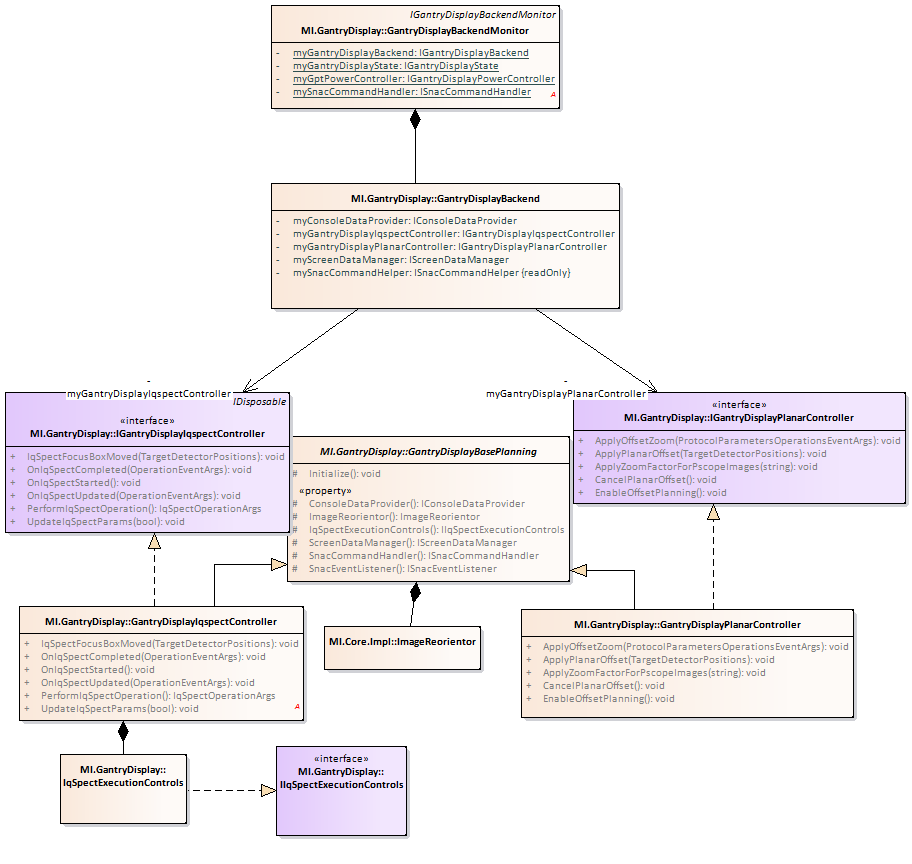 IGantryDisplayBackendMonitor
MI.GantryDisplay::GantryDisplayBackendMonitor
- myGantryDisplayBackend: IGantryDisplayBackend
- myGantryDisplayState: IGantryDisplayState
- myGptPowerController: IGantryDisplayPowerController
- mySnacCommandHandler: ISnacCommandHandler
A
MI.GantryDisplay::GantryDisplayBackend
- myConsoleDataProvider: IConsoleDataProvider
- myGantryDisplayIqspectController: IGantryDisplayIqspectController
- myGantryDisplayPlanarController: IGantryDisplayPlanarController
- myScreenDataManager: IScreenDataManager
- mySnacCommandHelper: ISnacCommandHelper {readOnly}
-
myGantryDisplayIqspectController
-
myGantryDisplayPlanarController
IDisposable
«interface»
MI.GantryDisplay::IGantryDisplayIqspectController
+ IqSpectFocusBoxMoved(TargetDetectorPositions): void
+ OnIqSpectCompleted(OperationEventArgs): void
+ OnIqSpectStarted(): void
+ OnIqSpectUpdated(OperationEventArgs): void
+ PerformIqSpectOperation(): IqSpectOperationArgs
+ UpdateIqSpectParams(bool): void
MI.GantryDisplay::GantryDisplayBasePlanning
# Initialize(): void
«property»
# ConsoleDataProvider(): IConsoleDataProvider
# ImageReorientor(): ImageReorientor
# IqSpectExecutionControls(): IIqSpectExecutionControls
# ScreenDataManager(): IScreenDataManager
# SnacCommandHandler(): ISnacCommandHandler
# SnacEventListener(): ISnacEventListener
«interface»
MI.GantryDisplay::IGantryDisplayPlanarController
+ ApplyOffsetZoom(ProtocolParametersOperationsEventArgs): void
+ ApplyPlanarOffset(TargetDetectorPositions): void
+ ApplyZoomFactorForPscopeImages(string): void
+ CancelPlanarOffset(): void
+ EnableOffsetPlanning(): void
MI.GantryDisplay::GantryDisplayIqspectController
+ IqSpectFocusBoxMoved(TargetDetectorPositions): void
+ OnIqSpectCompleted(OperationEventArgs): void
+ OnIqSpectStarted(): void
+ OnIqSpectUpdated(OperationEventArgs): void
+ PerformIqSpectOperation(): IqSpectOperationArgs
+ UpdateIqSpectParams(bool): void
A
MI.Core.Impl::ImageReorientor
MI.GantryDisplay::GantryDisplayPlanarController
+ ApplyOffsetZoom(ProtocolParametersOperationsEventArgs): void
+ ApplyPlanarOffset(TargetDetectorPositions): void
+ ApplyZoomFactorForPscopeImages(string): void
+ CancelPlanarOffset(): void
+ EnableOffsetPlanning(): void
MI.GantryDisplay::
IqSpectExecutionControls
«interface»
MI.GantryDisplay::
IIqSpectExecutionControls